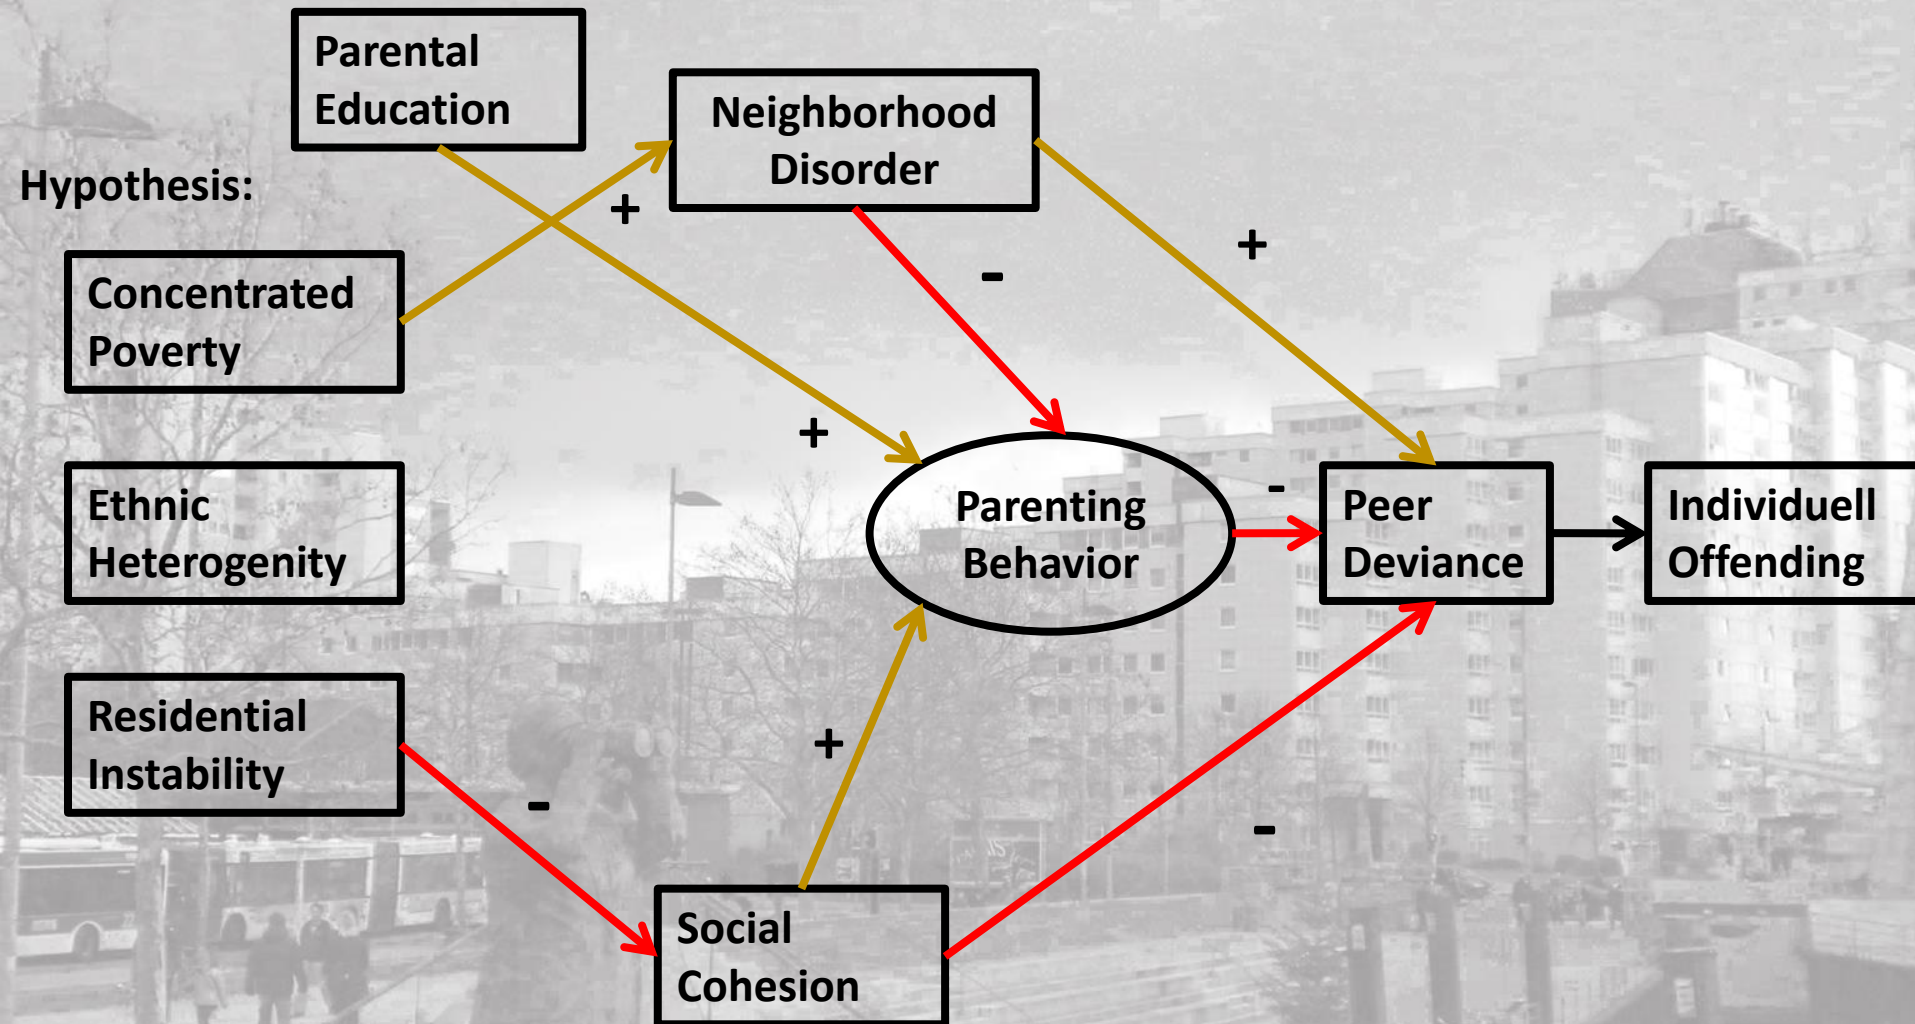 Parental
Education
Neighborhood
Disorder
Hypothesis:
+
+
-
Concentrated
Poverty
+
Ethnic
Heterogenity
Parenting
Behavior
-
Peer
Deviance
Individuell
Offending
Residential
Instability
+
-
-
Social
Cohesion